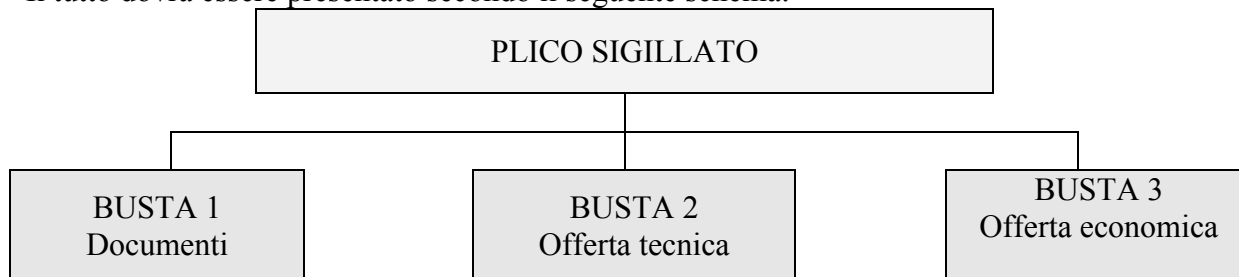 Il tutto dovrà essere presentato secondo il seguente schema:
PLICO SIGILLATO
BUSTA 1
Documenti
BUSTA 2
Offerta tecnica
BUSTA 3
Offerta economica